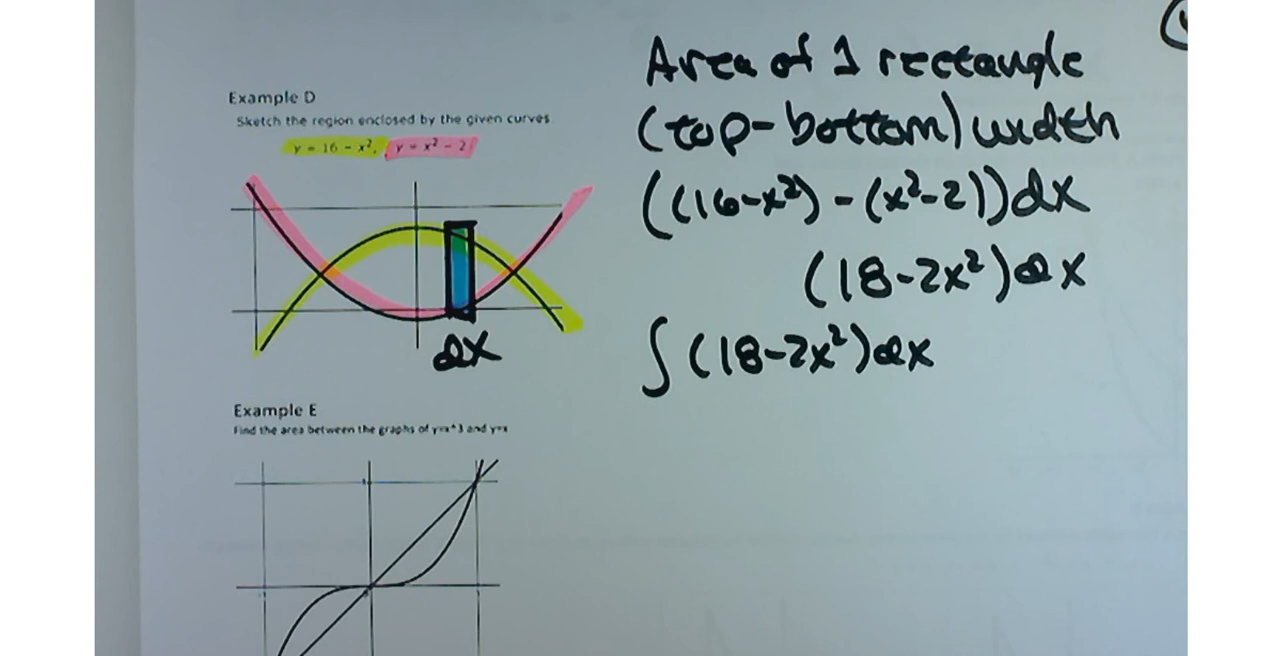 Example D
Sketch the region enclosed by the given curves
y = 16 − x², y = x² − 2
dx
Example E
Find the area between the graphs of y=x^3 and y=x
Area of 1 rectangle
(top-bottom) width
((16-x²) - (x²-2))dx
(18-2x²)dx
∫(18-2x²)dx